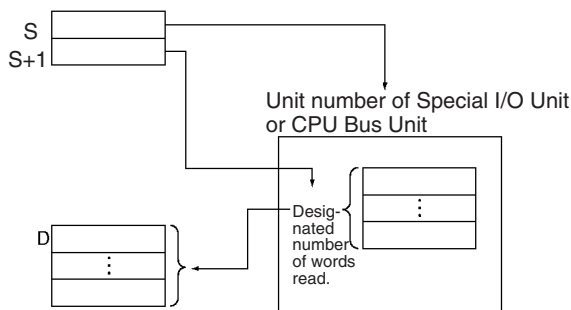 S
S+1
Unit number of Special I/O Unit
or CPU Bus Unit
Desig-
nated
number
of words
read.
D